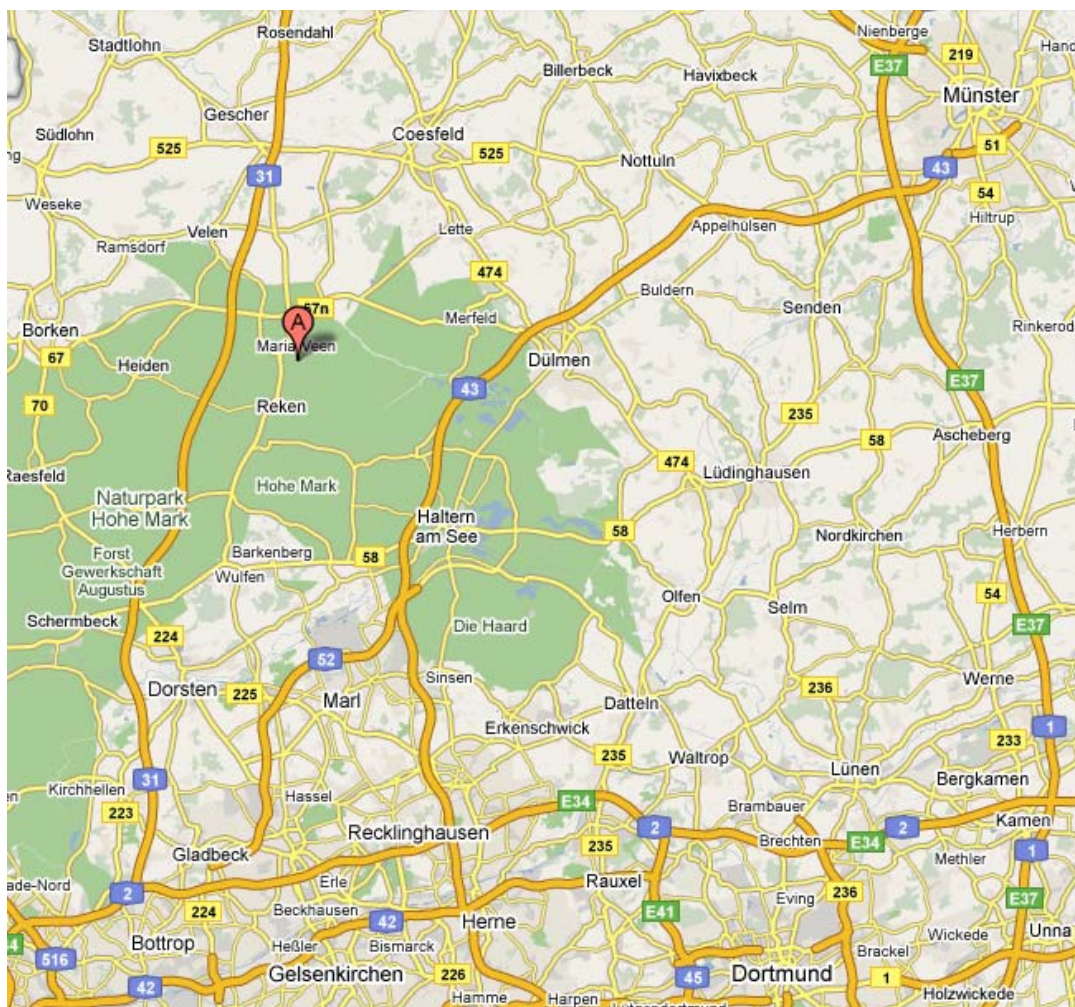 Stadtlohn
Rosendahl
Nienberge
219
Hand
Billerbeck
Havixbeck
E37
Münster
Gescher
Südlohn
Coesfeld
525
525
Nottuln
51
43
31
54
Weseke
Velen
Lette
Appelhülsen
Hiltrup
Ramsdorf
474
Buldern
Senden
57n
Merfeld
Borken
A
Maria Veen
Rinkerod
67
Heiden
Dülmen
43
E37
70
Reken
235
58
Ascheberg
474
Lüdinghausen
Raesfeld
Naturpark
Hohe Mark
Hohe Mark
Haltern
am See
58
Nordkirchen
Herbern
Forst
Gewerkschaft
Augustus
Barkenberg
58
Wulfen
54
Olfen
Selm
Schermbeck
224
Die Haard
E37
52
Sinsen
Dorsten
225
Marl
Datteln
236
Werne
Erkenschwick
1
235
Waltrop
233
31
Lünen
Bergkamen
Kirchhellen
Hassel
E34
Brambauer
223
Recklinghausen
2
2
Kamen
Brechten
E34
Gladbeck
235
1
Methler
ade-Nord
2
Erle
Rauxel
236
224
Beckhausen
42
Herne
E41
Eving
E37
Bottrop
Heßler
Bismarck
Wickede
Unna
Brackel
516
42
Gelsenkirchen
226
45
Dortmund
1
Hamme
Harpen
Holzwickede